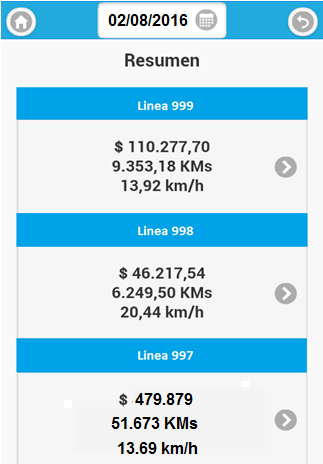 02/08/2016
Resumen
Linea 999
$ 110.277,70
9.353,18 KMs
13,92 km/h
Linea 998
$ 46.217,54
6.249,50 KMs
20,44 km/h
Linea 997
$ 479.879
51.673 KMs
13.69 km/h